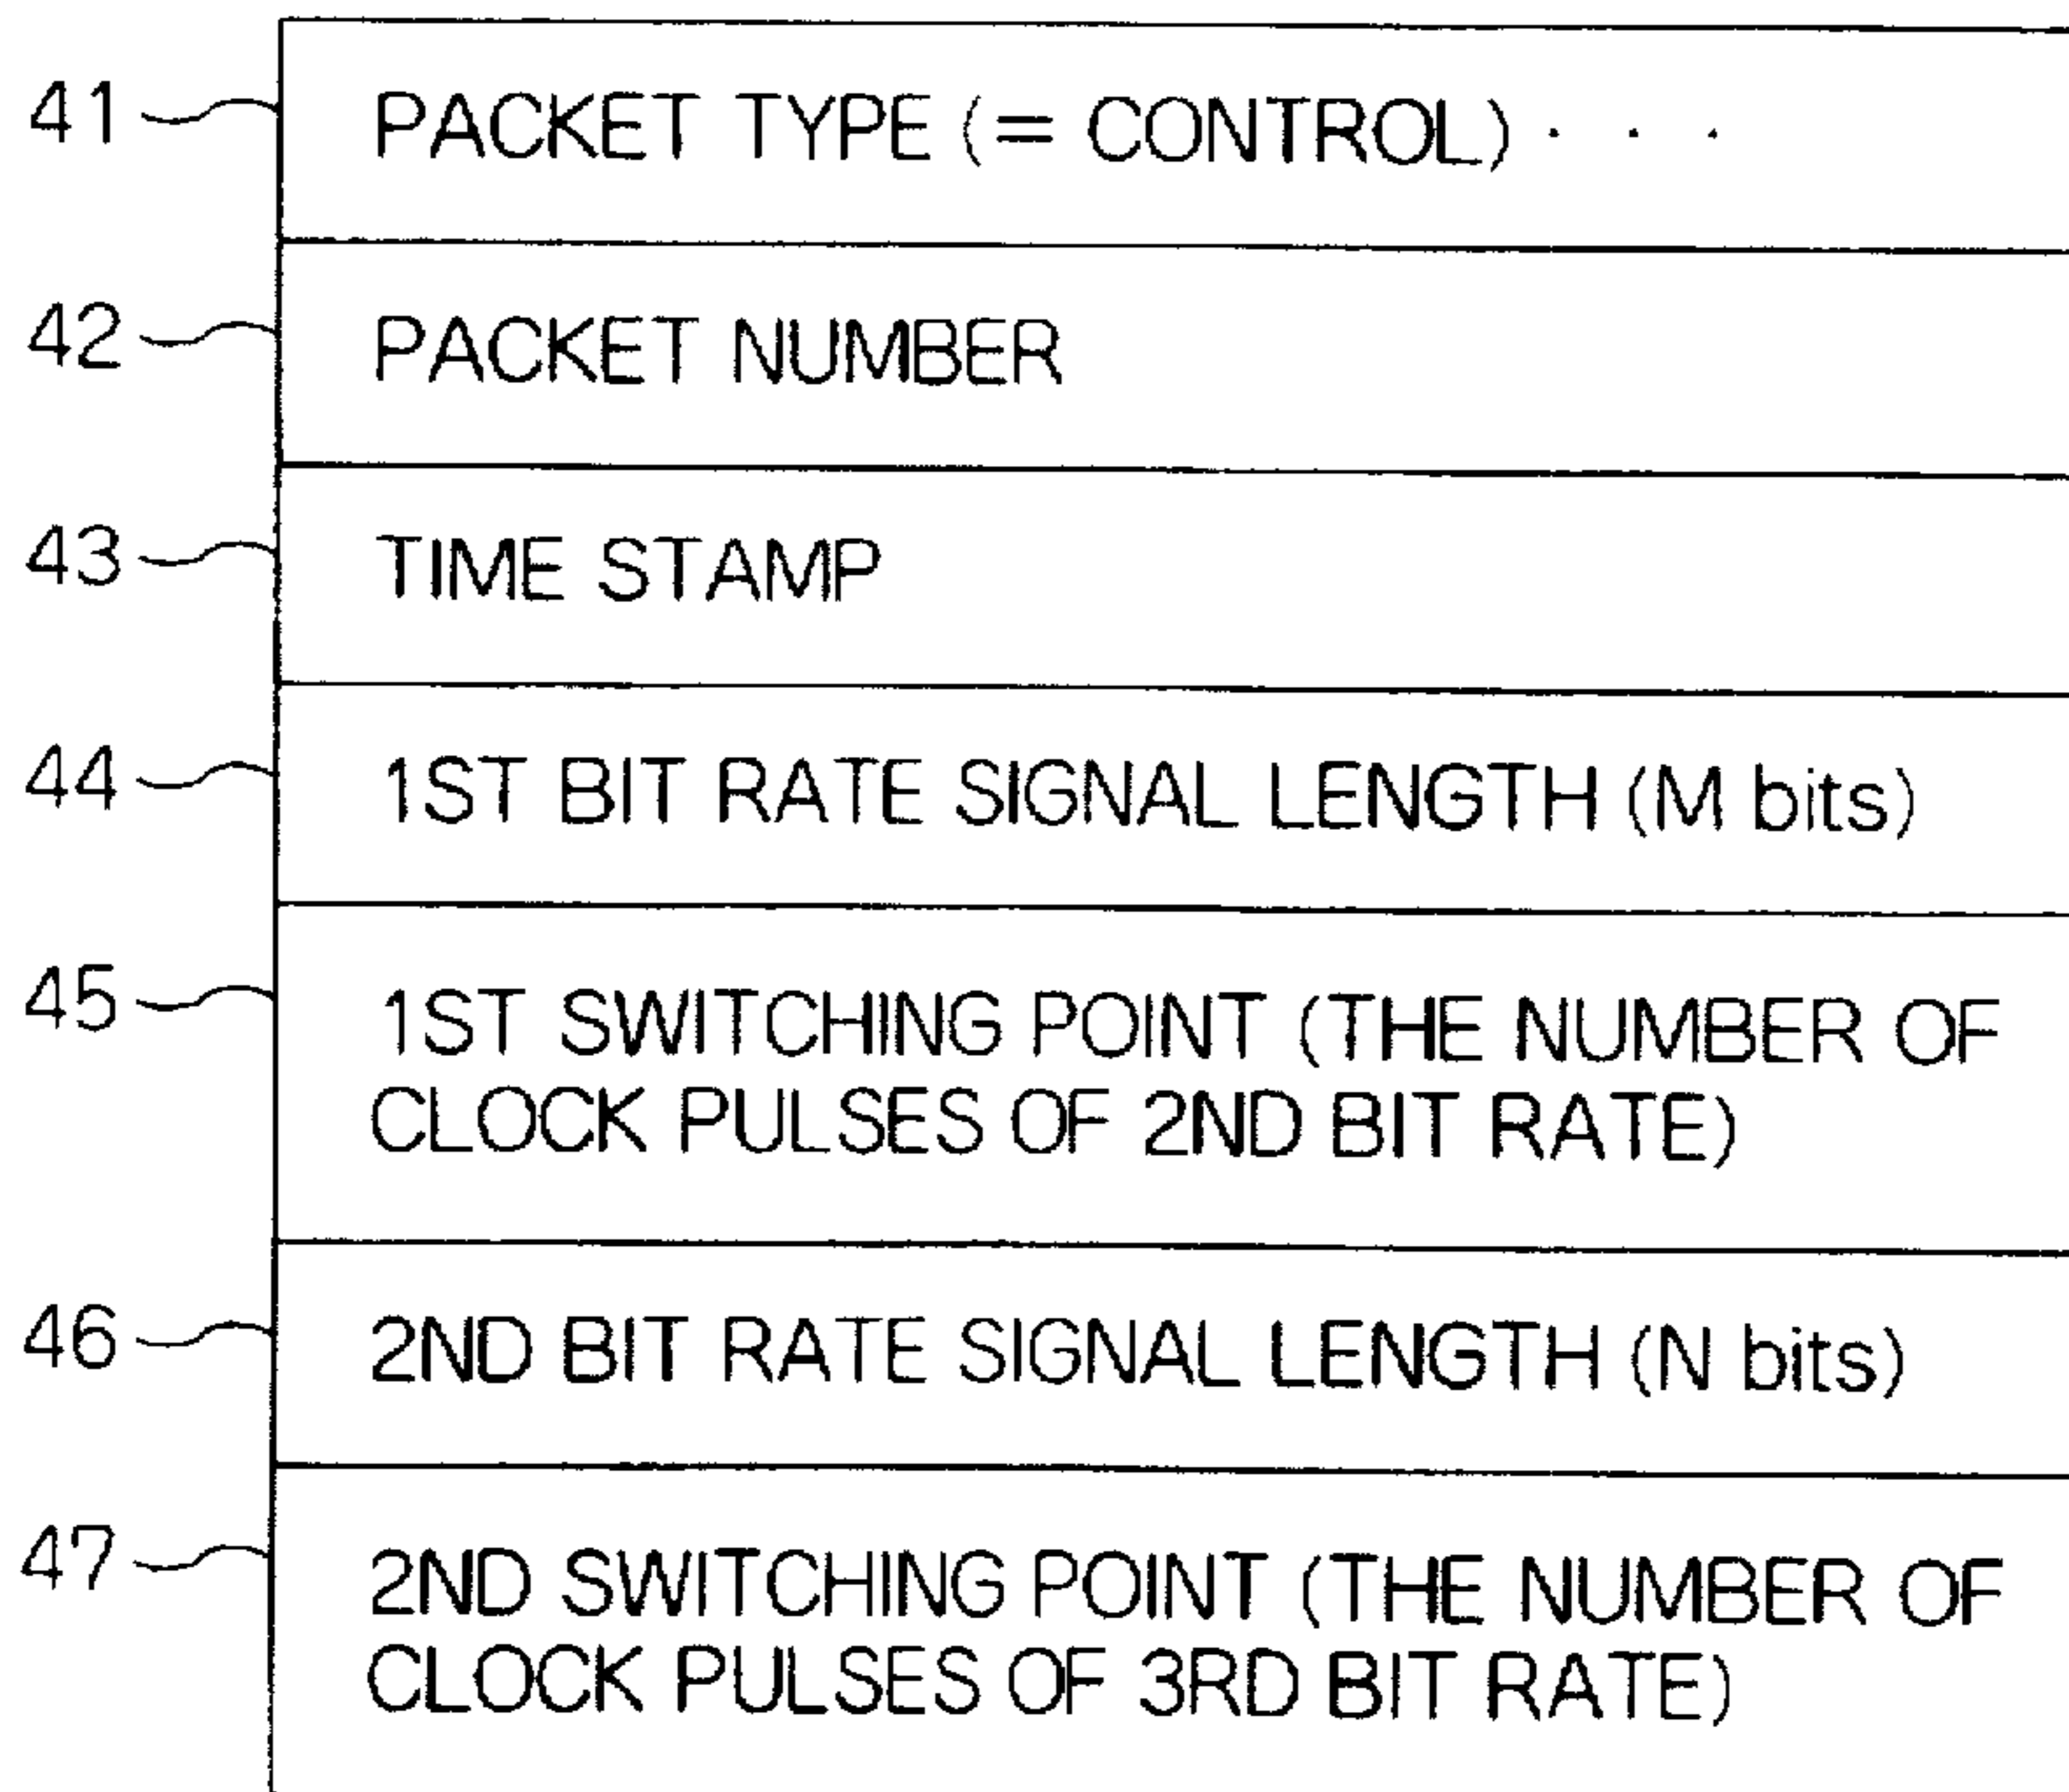 41 PACKET TYPE (= CONTROL) · · ·
42 PACKET NUMBER
43 TIME STAMP
44 1ST BIT RATE SIGNAL LENGTH (M bits)
45 1ST SWITCHING POINT (THE NUMBER OF
CLOCK PULSES OF 2ND BIT RATE)
46 2ND BIT RATE SIGNAL LENGTH (N bits)
47 2ND SWITCHING POINT (THE NUMBER OF
CLOCK PULSES OF 3RD BIT RATE)